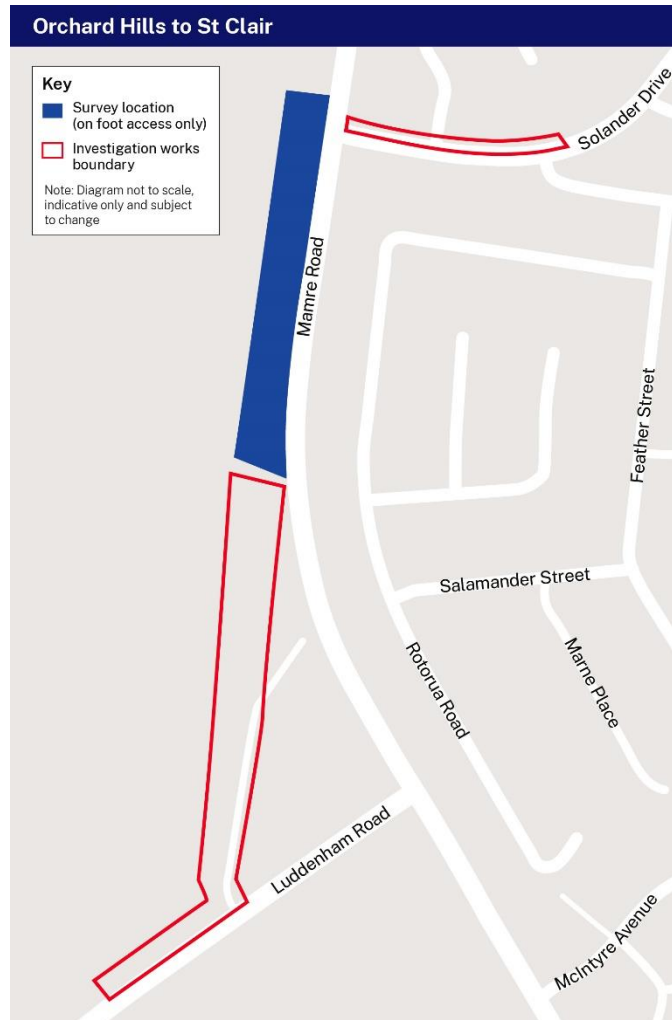 Orchard Hills to St Clair
Key
Survey location
(on foot access only)
Investigation works
boundary
Note: Diagram not to scale,
indicative only and subject
to change
Solander Drive
Mamre Road
Feather Street
Salamander Street
Marne Place
Rotorua Road
Luddenham Road
McIntyre Avenue